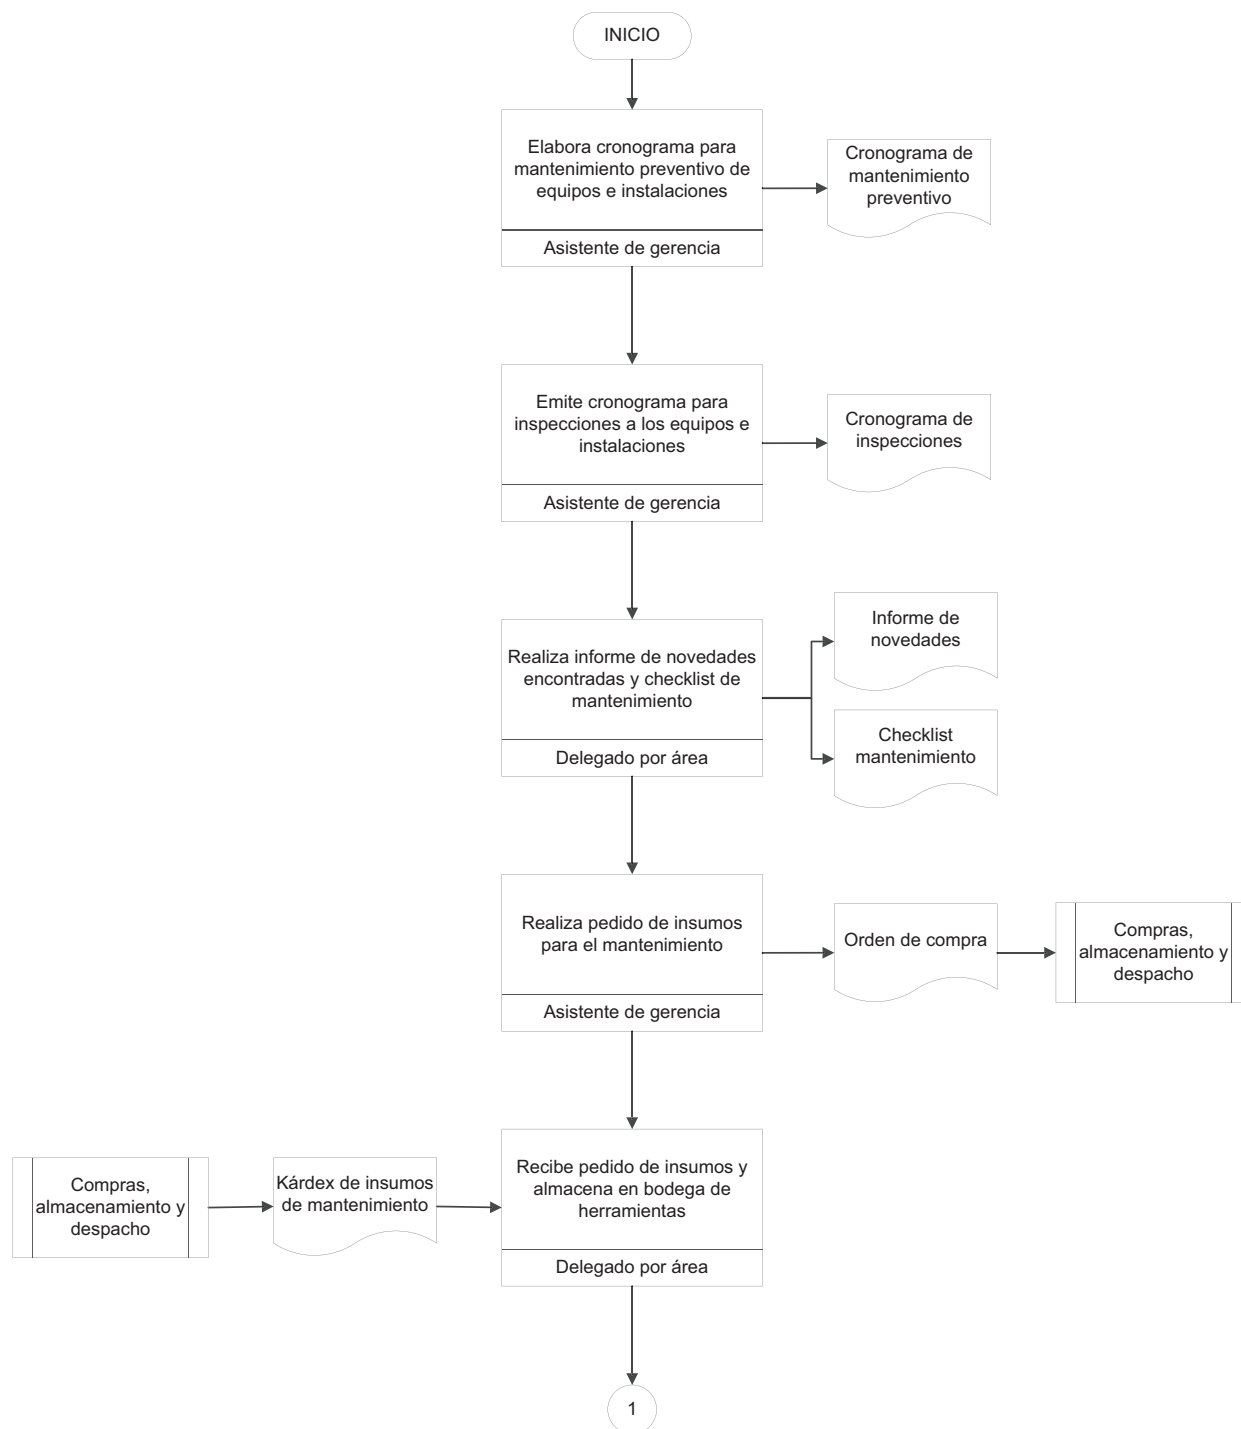 INICIO
Elabora cronograma para
mantenimiento preventivo de
equipos e instalaciones
Asistente de gerencia
Cronograma de
mantenimiento
preventivo
Emite cronograma para
inspecciones a los equipos e
instalaciones
Asistente de gerencia
Cronograma de
inspecciones
Realiza informe de novedades
encontradas y checklist de
mantenimiento
Delegado por área
Informe de
novedades
Checklist
mantenimiento
Realiza pedido de insumos
para el mantenimiento
Asistente de gerencia
Orden de compra
Compras,
almacenamiento y
despacho
Compras,
almacenamiento y
despacho
Kárdex de insumos
de mantenimiento
Recibe pedido de insumos y
almacena en bodega de
herramientas
Delegado por área
1